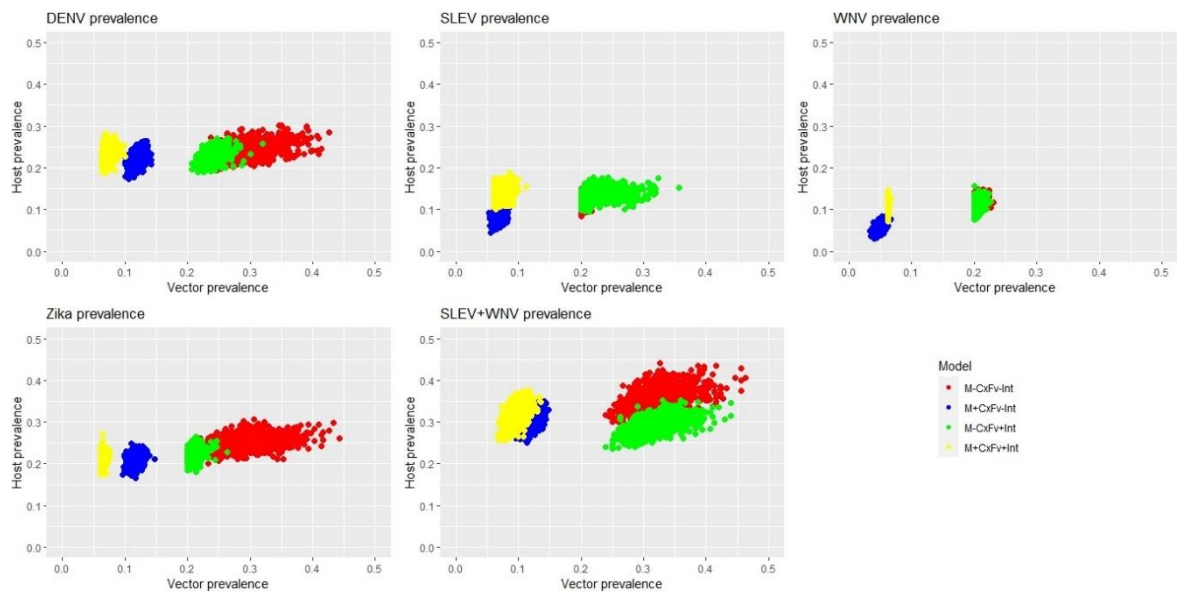 DENV prevalence
SLEV prevalence
WNV prevalence
0.5
0.4
0.3
0.2
0.1
0.0
Host prevalence
0.0 0.1 0.2 0.3 0.4 0.5
Vector prevalence
0.5
0.4
0.3
0.2
0.1
0.0
Host prevalence
0.0 0.1 0.2 0.3 0.4 0.5
Vector prevalence
0.5
0.4
0.3
0.2
0.1
0.0
Host prevalence
0.0 0.1 0.2 0.3 0.4 0.5
Vector prevalence
Zika prevalence
SLEV+WNV prevalence
0.5
0.4
0.3
0.2
0.1
0.0
Host prevalence
0.0 0.1 0.2 0.3 0.4 0.5
Vector prevalence
0.5
0.4
0.3
0.2
0.1
0.0
Host prevalence
0.0 0.1 0.2 0.3 0.4 0.5
Vector prevalence
Model
M-CxFv-Int
M+CxFv-Int
M-CxFv+Int
M+CxFv+Int